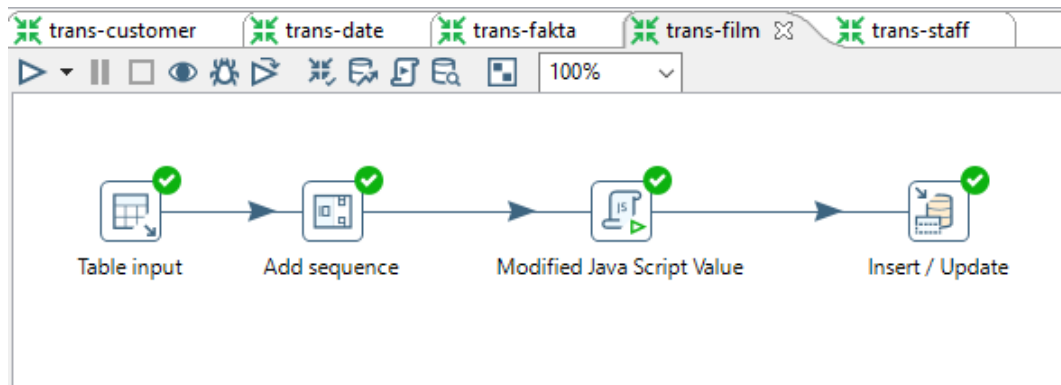 trans-customer trans-date trans-fakta trans-film trans-staff
100%
Table input Add sequence Modified Java Script Value Insert / Update